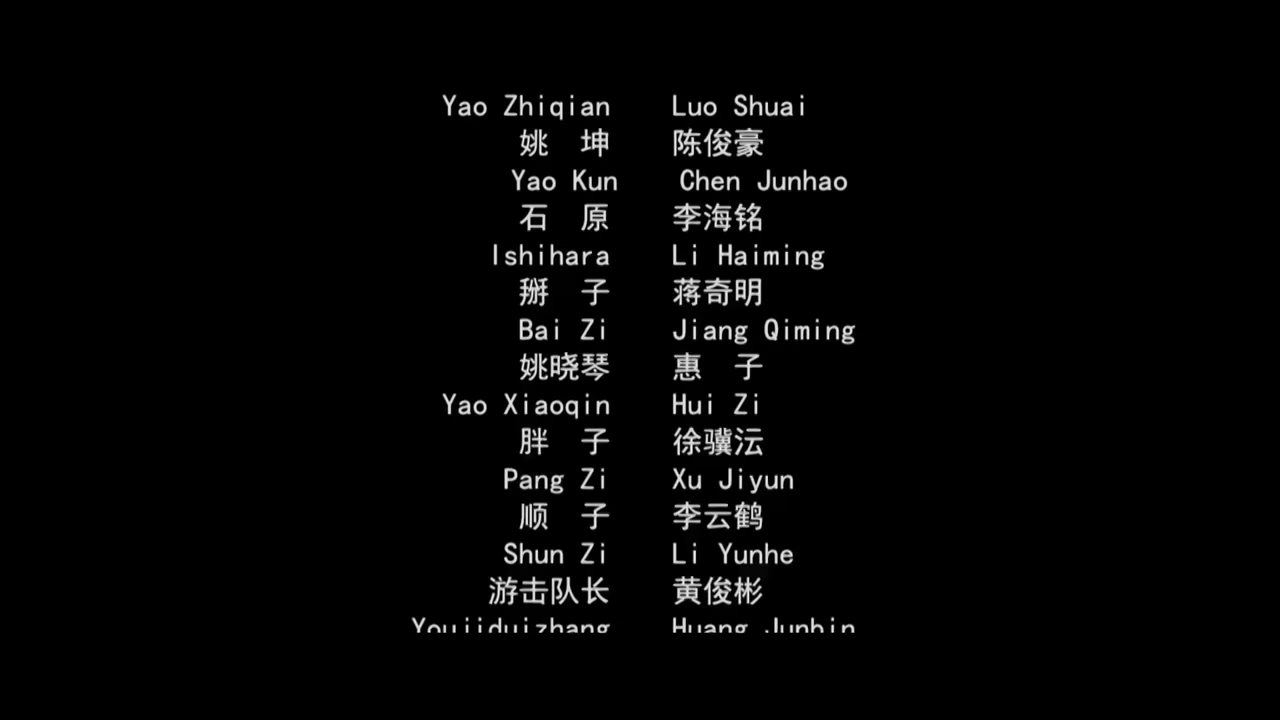 Yao Zhiqian Luo Shuai
姚 坤 陈俊豪
Yao Kun Chen Junhao
石 原 李海铭
Ishihara Li Haiming
掰 子 蒋奇明
Bai Zi Jiang Qiming
姚晓琴 惠 子
Yao Xiaoqin Hui Zi
胖 子 徐骥沄
Pang Zi Xu Jiyun
顺 子 李云鹤
Shun Zi Li Yunhe
游击队长 黄俊彬
Youjiduizhang Huang Junbin